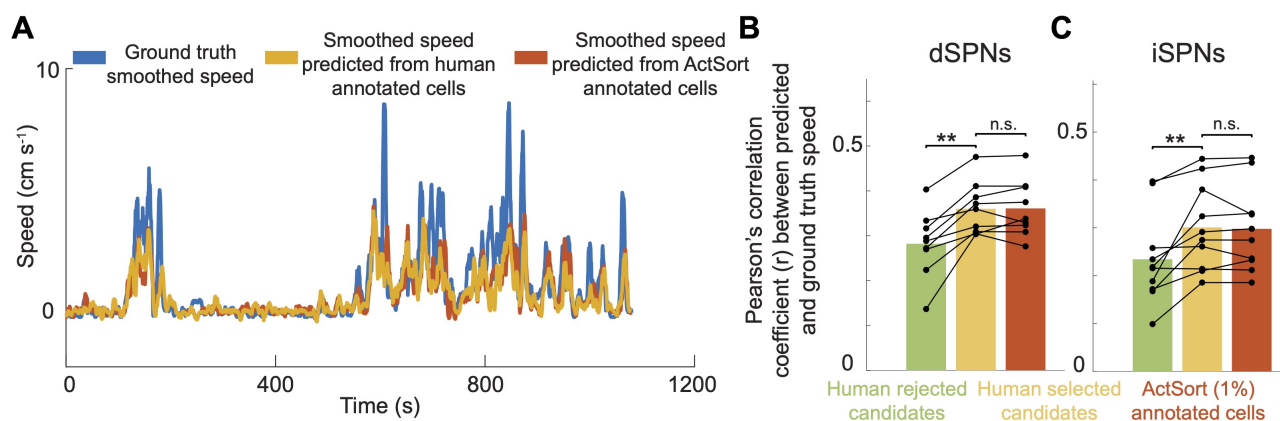 A
Ground truth
smoothed speed
Smoothed speed
predicted from human
annotated cells
Smoothed speed
predicted from ActSort
annotated cells
10
0
Speed (cm s⁻¹)
0
400
800
1200
Time (s)
B
dSPNs
Pearson's correlation
coefficient (r) between predicted
and ground truth speed
0.5
0
**
n.s.
C
iSPNs
0.5
0
**
n.s.
Human rejected
candidates
Human selected
candidates
ActSort (1%)
annotated cells